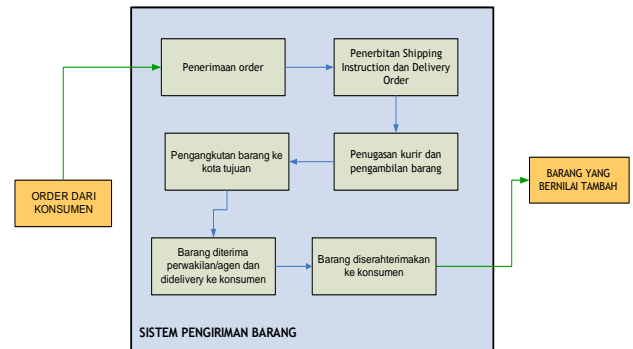 Penerimaan order
Penerbitan Shipping
Instruction dan Delivery
Order
Pengangkutan barang ke
kota tujuan
Penugasan kurir dan
pengambilan barang
ORDER DARI
KONSUMEN
BARANG YANG
BERNILAI TAMBAH
Barang diterima
perwakilan/agen dan
didelivery ke konsumen
Barang diserahterimakan
ke konsumen
SISTEM PENGIRIMAN BARANG